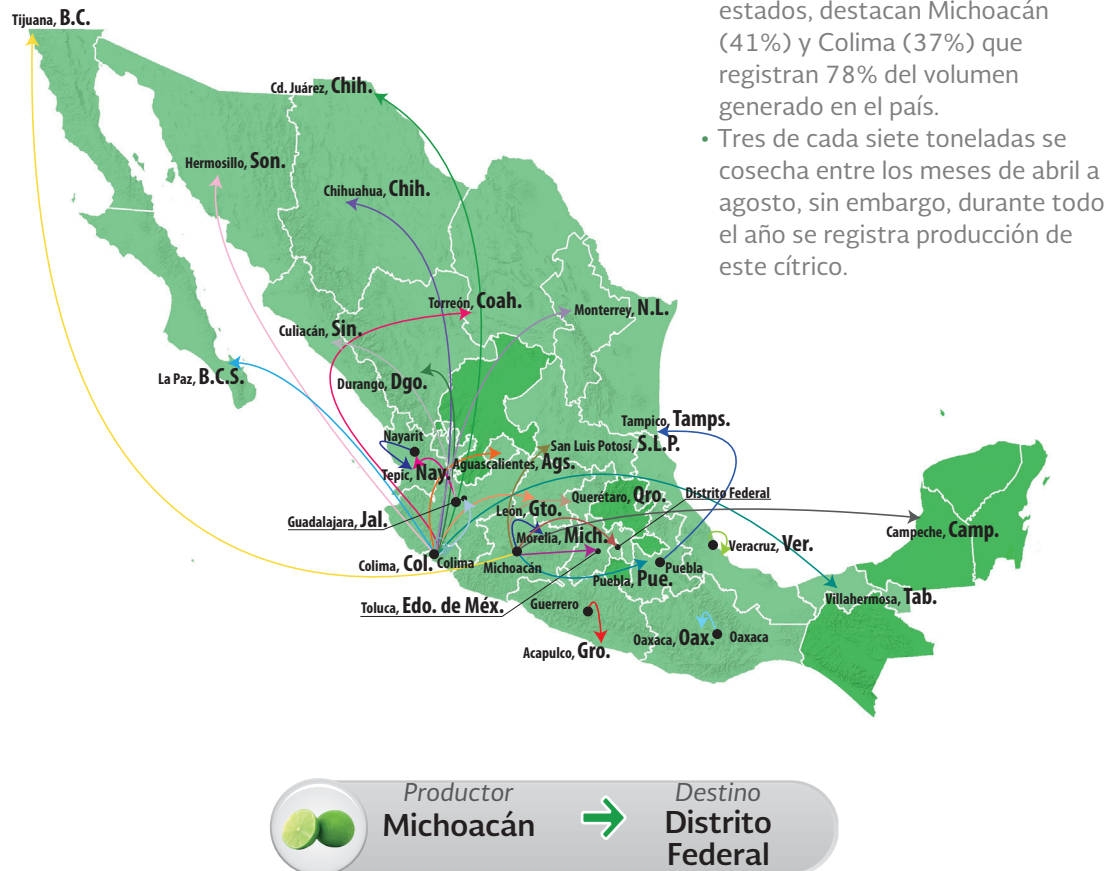 estados, destacan Michoacán
(41%) y Colima (37%) que
registran 78% del volumen
generado en el país.
• Tres de cada siete toneladas se
cosecha entre los meses de abril a
agosto, sin embargo, durante todo
el año se registra producción de
este cítrico.
Tijuana, B.C.
Cd. Juárez, Chih.
Hermosillo, Son.
Chihuahua, Chih.
Torreón, Coah.
Monterrey, N.L.
Culiacán, Sin.
La Paz, B.C.S.
Durango, Dgo.
Tampico, Tamps.
Nayarit
San Luis Potosí, S.L.P.
Tepic, Nay.
Aguascalientes, Ags.
Querétaro, Qro.
Distrito Federal
León, Gto.
Guadalajara, Jal.
Morelia, Mich.
Campeche, Camp.
Veracruz, Ver.
Colima, Col.
Colima
Michoacán
Puebla
Puebla, Pue.
Villahermosa, Tab.
Toluca, Edo. de Méx.
Guerrero
Oaxaca, Oax.
Oaxaca
Acapulco, Gro.
Productor
Michoacán
Destino
Distrito
Federal